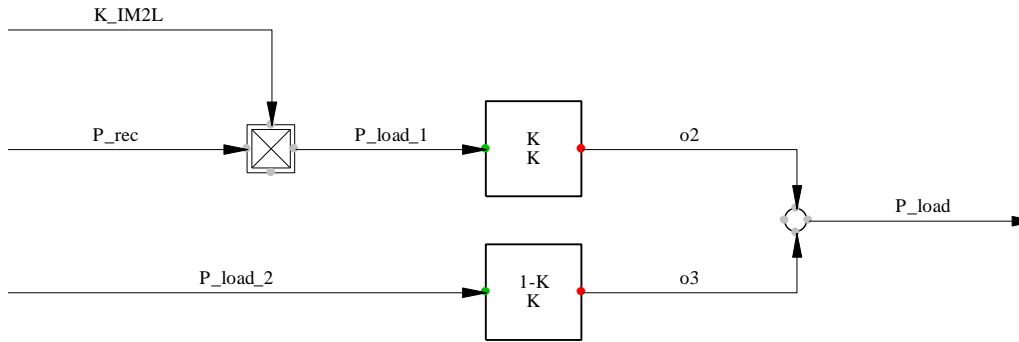 K_IM2L
P_rec
P_load_1
K
K
o2
P_load
P_load_2
1-K
K
o3